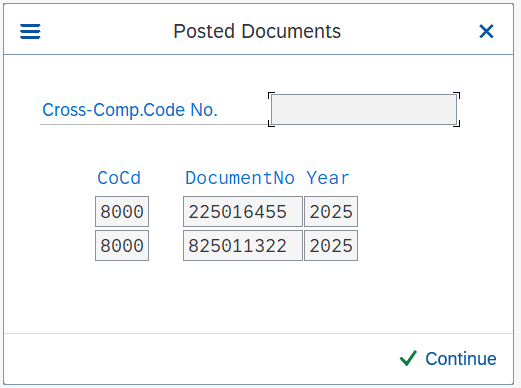 Posted Documents
Cross-Comp.Code No.
CoCd DocumentNo Year
8000 225016455 2025
8000 825011322 2025
Continue